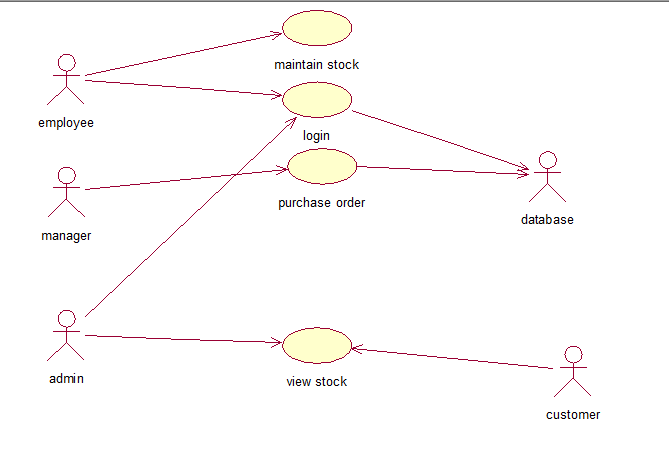 maintain stock
employee
login
purchase order
database
manager
admin
view stock
customer